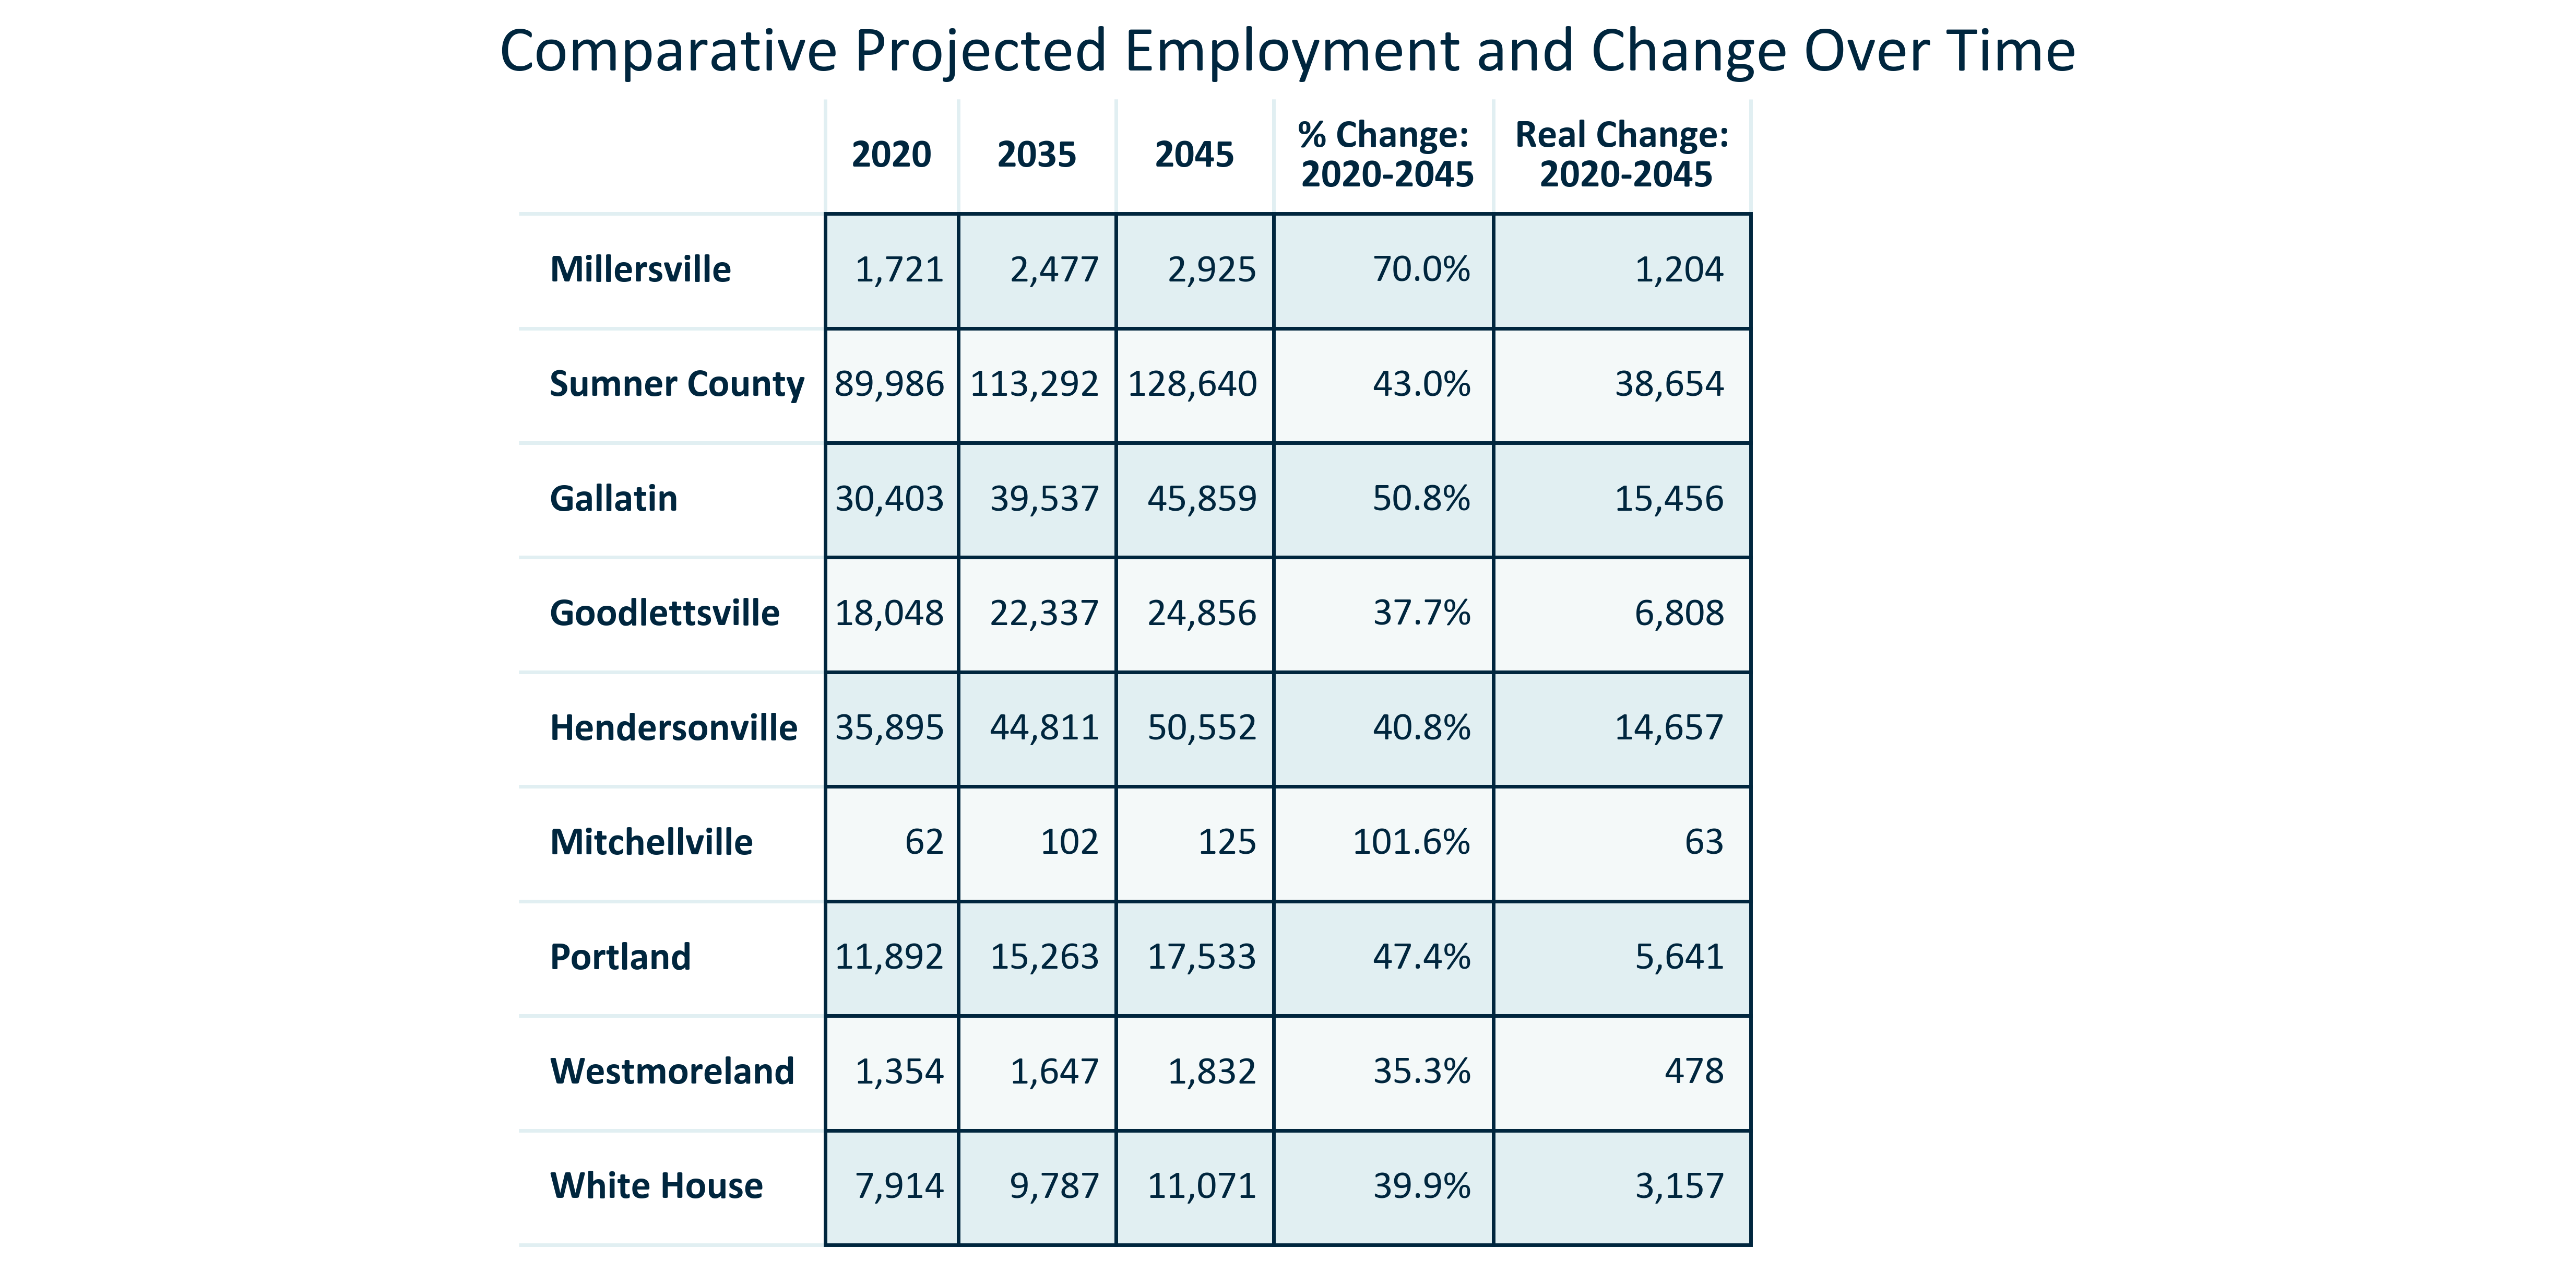 Comparative Projected Employment and Change Over Time
2020 2035 2045 % Change: 2020-2045 Real Change: 2020-2045
Millersville 1,721 2,477 2,925 70.0% 1,204
Sumner County 89,986 113,292 128,640 43.0% 38,654
Gallatin 30,403 39,537 45,859 50.8% 15,456
Goodlettsville 18,048 22,337 24,856 37.7% 6,808
Hendersonville 35,895 44,811 50,552 40.8% 14,657
Mitchellville 62 102 125 101.6% 63
Portland 11,892 15,263 17,533 47.4% 5,641
Westmoreland 1,354 1,647 1,832 35.3% 478
White House 7,914 9,787 11,071 39.9% 3,157